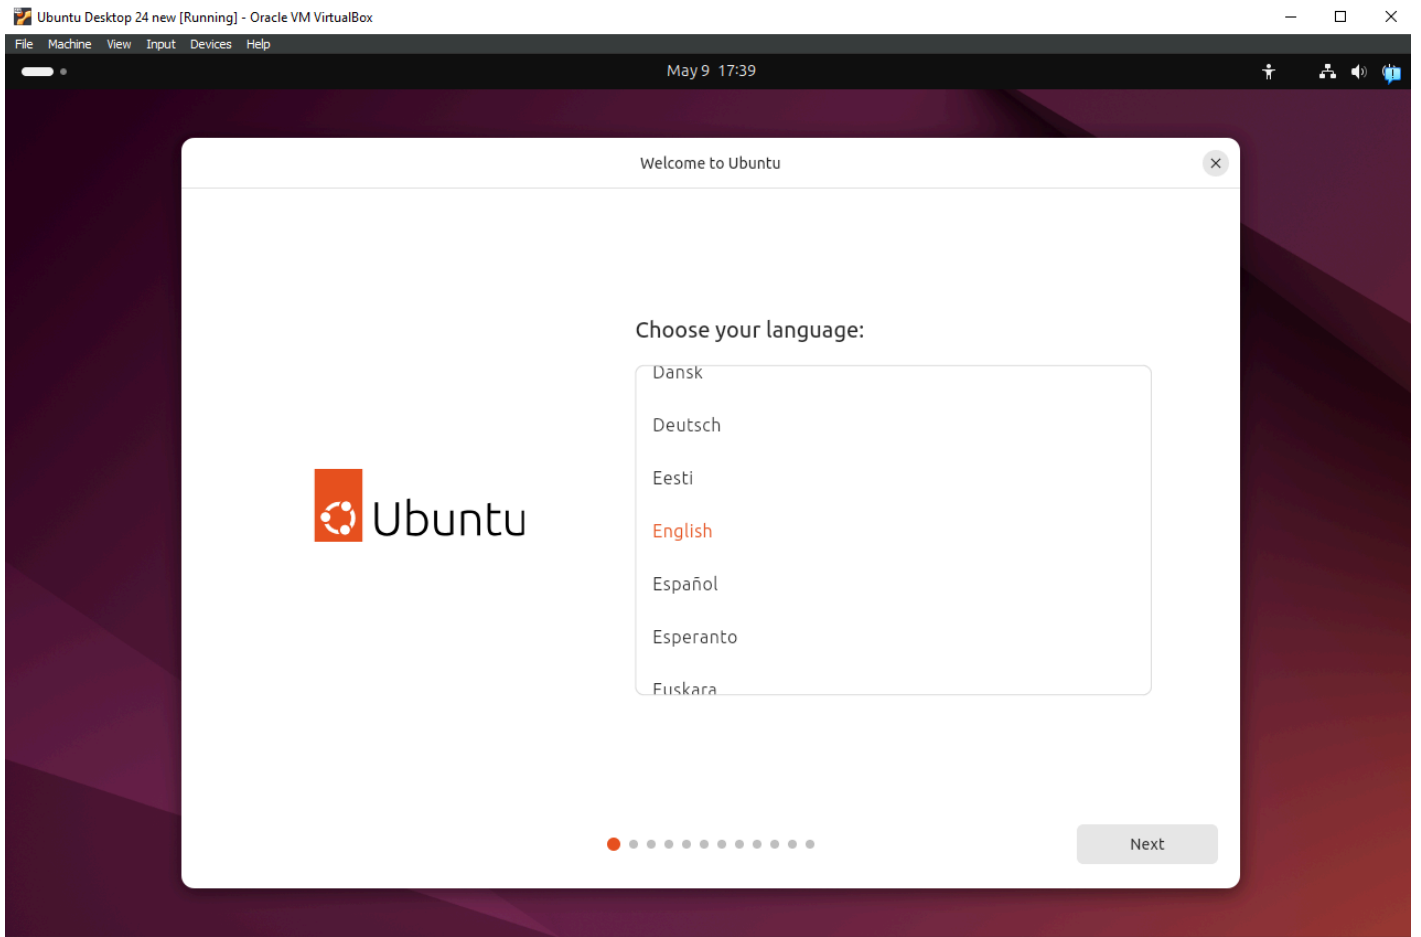 Ubuntu Desktop 24 new [Running] - Oracle VM VirtualBox
File Machine View Input Devices Help
May 9 17:39
Welcome to Ubuntu
Choose your language:
Dansk
Deutsch
Eesti
English
Ubuntu
Español
Esperanto
Euskara
Next